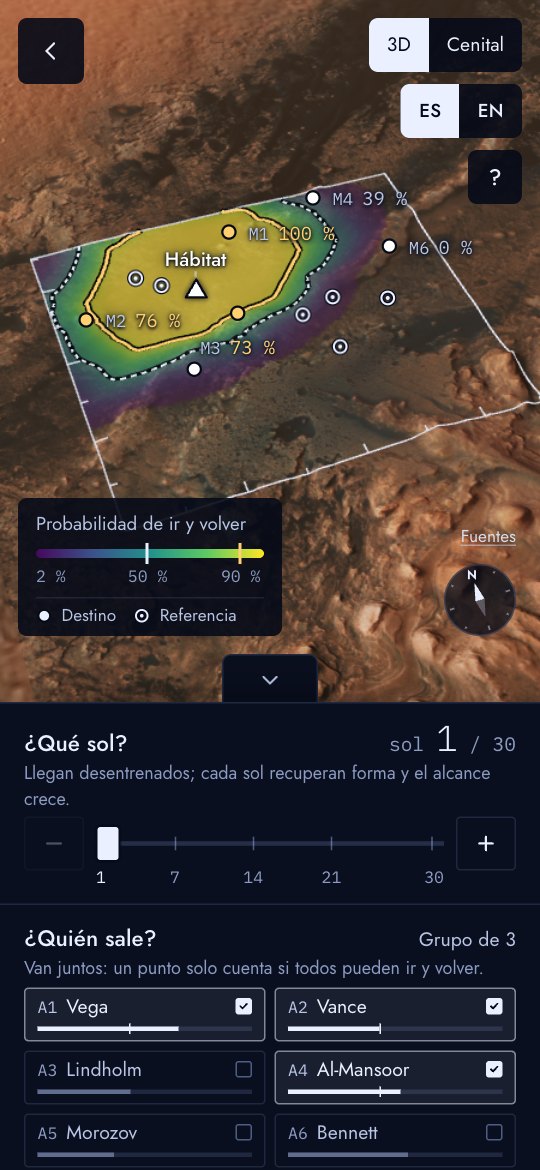 3D Cenital
ES EN
?
M4 39 %
M1 100 %
M6 0 %
Hábitat
M2 76 %
M3 73 %
Probabilidad de ir y volver
2 % 50 % 90 %
Destino Referencia
Fuentes
N
¿Qué sol? sol 1 / 30
Llegan desentrenados; cada sol recuperan forma y el alcance
crece.
1 7 14 21 30
¿Quién sale? Grupo de 3
Van juntos: un punto solo cuenta si todos pueden ir y volver.
A1 Vega A2 Vance
A3 Lindholm A4 Al-Mansoor
A5 Morozov A6 Bennett